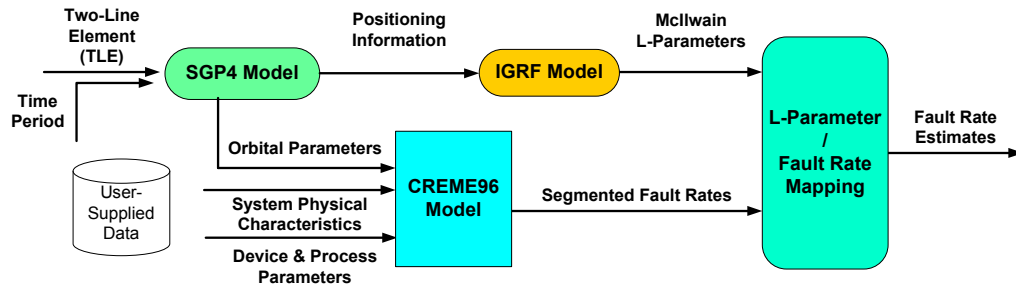 Two-Line
Element
(TLE)
Time
Period
SGP4 Model
Positioning
Information
IGRF Model
McIlwain
L-Parameters
L-Parameter
/
Fault Rate
Mapping
Fault Rate
Estimates
Orbital Parameters
User-
Supplied
Data
System Physical
Characteristics
Device & Process
Parameters
CREME96
Model
Segmented Fault Rates